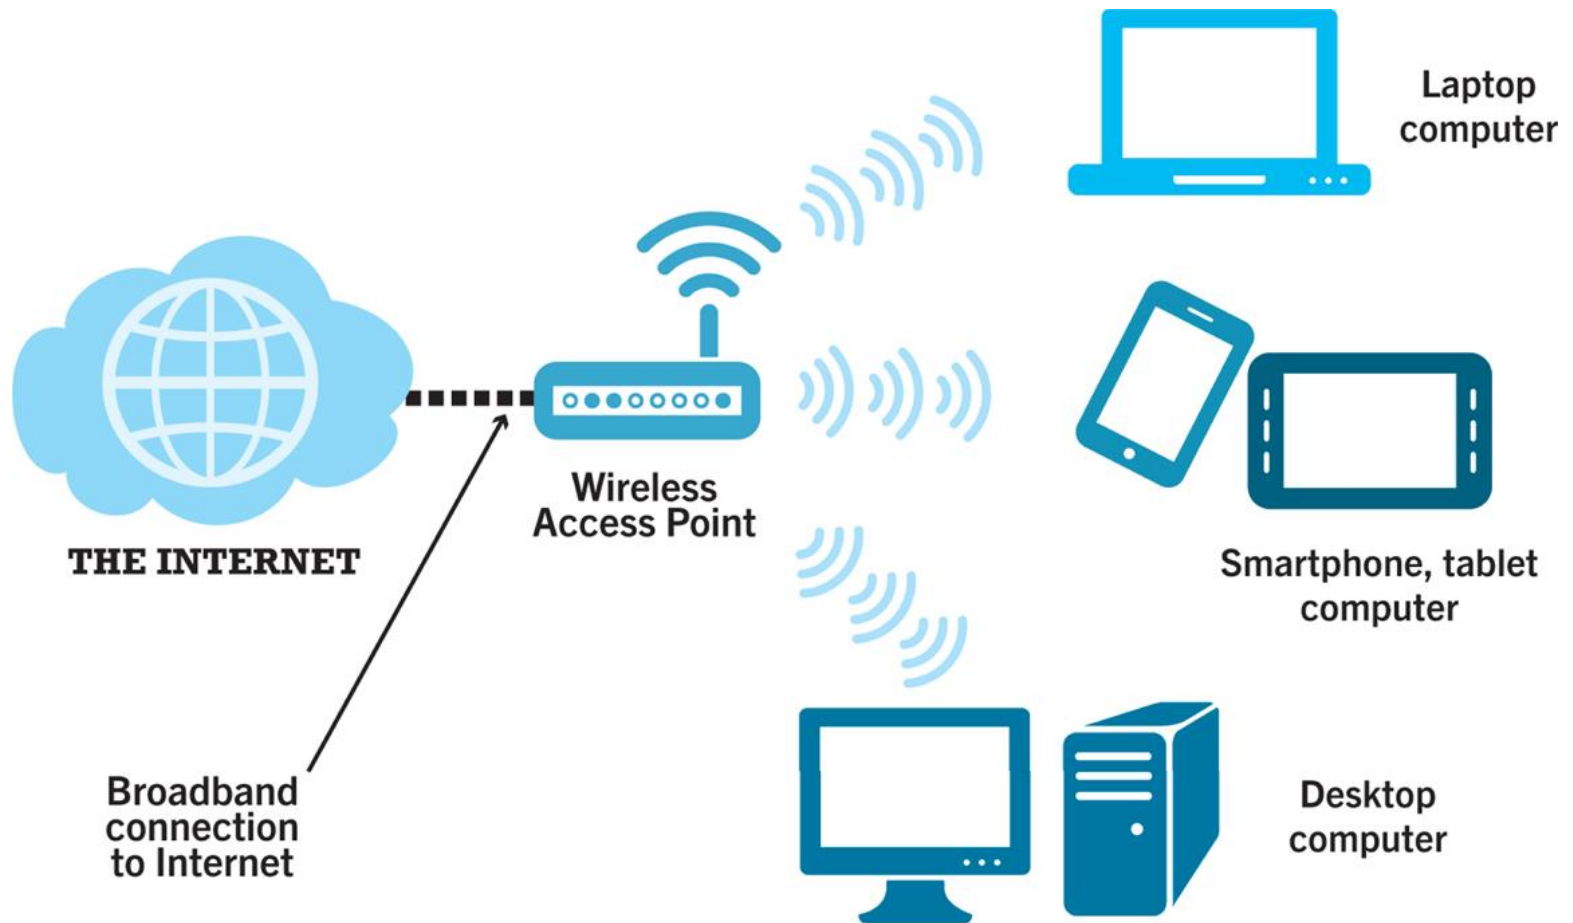 Laptop
computer
Wireless
Access Point
THE INTERNET
Smartphone, tablet
computer
Broadband
connection
to Internet
Desktop
computer